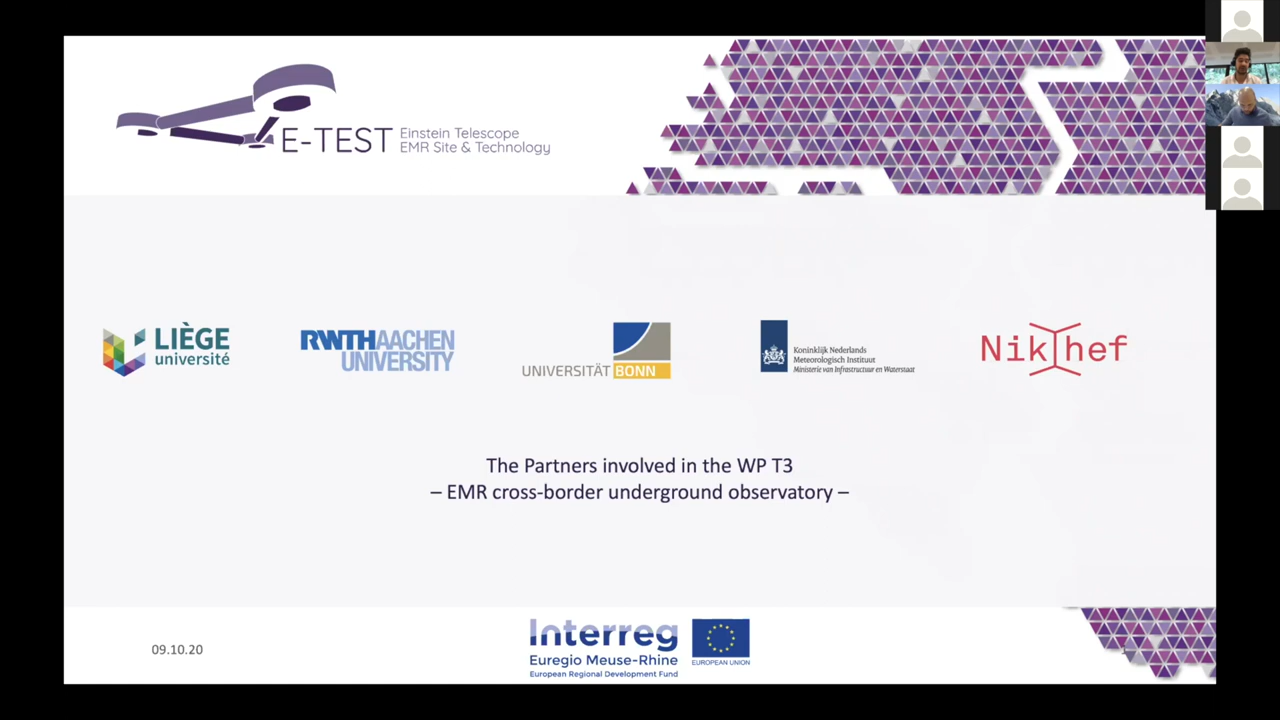 E-TEST
Einstein Telescope
EMR Site & Technology
LIÈGE
université
RWTHAACHEN
UNIVERSITY
UNIVERSITÄT BONN
Koninklijk Nederlands
Meteorologisch Instituut
Ministerie van Infrastructuur en Waterstaat
Nikhef
The Partners involved in the WP T3
– EMR cross-border underground observatory –
09.10.20
Interreg
Euregio Meuse-Rhine
European Regional Development Fund
EUROPEAN UNION